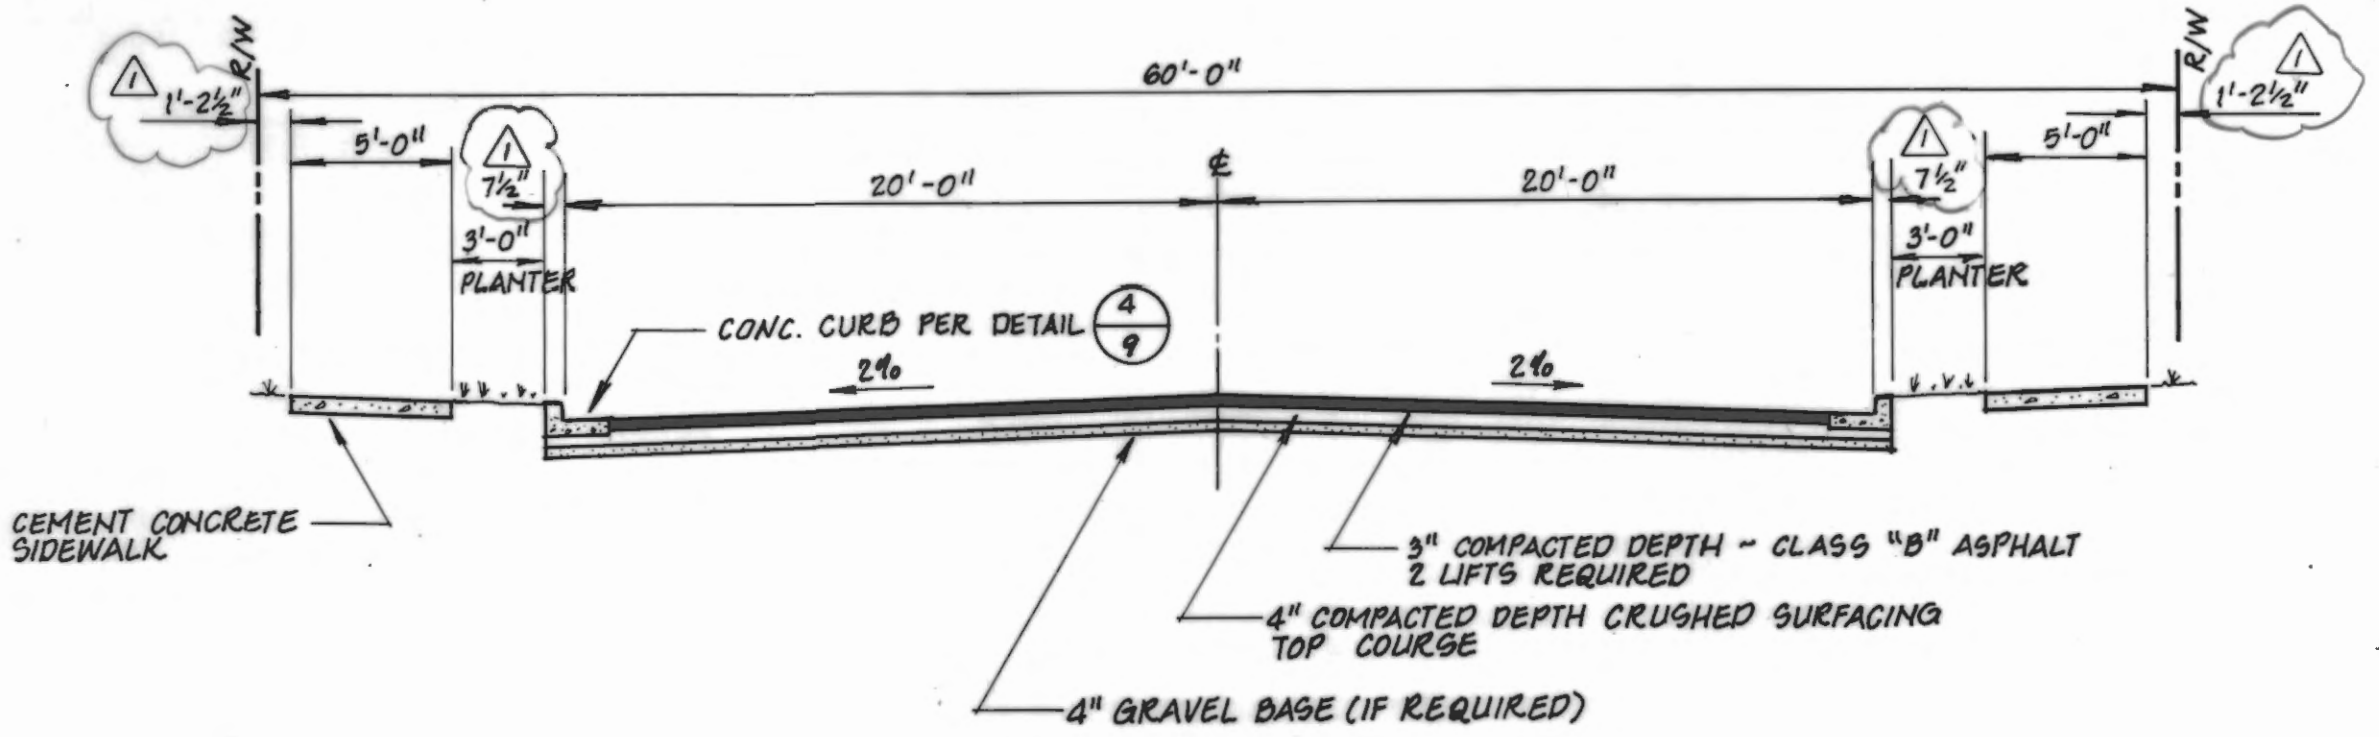 R/W
R/W
60'-0"
1
1'-2½"
1
1'-2½"
5'-0"
5'-0"
1
7½"
1
7½"
℄
20'-0"
20'-0"
3'-0"
PLANTER
3'-0"
PLANTER
CONC. CURB PER DETAIL
4
9
2%
2%
CEMENT CONCRETE
SIDEWALK
3" COMPACTED DEPTH ~ CLASS "B" ASPHALT
2 LIFTS REQUIRED
4" COMPACTED DEPTH CRUSHED SURFACING
TOP COURSE
4" GRAVEL BASE (IF REQUIRED)